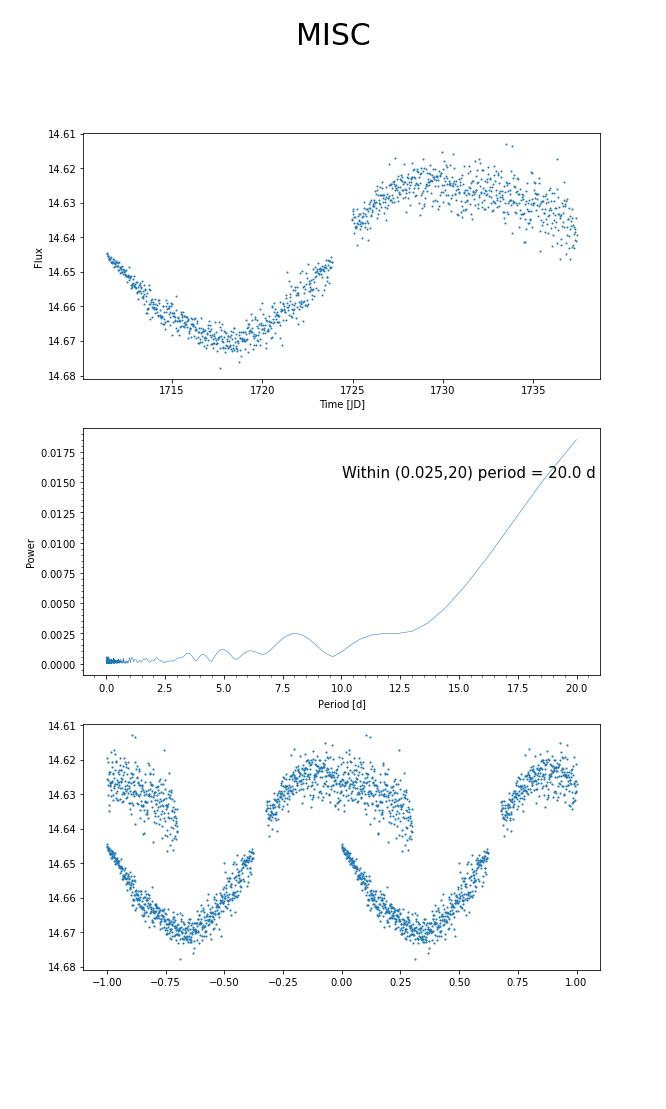 MISC
14.61
14.62
14.63
14.64
14.65
14.66
14.67
14.68
Flux
1715 1720 1725 1730 1735
Time [JD]
0.0175
0.0150
0.0125
0.0100
0.0075
0.0050
0.0025
0.0000
Power
Within (0.025,20) period = 20.0 d
0.0 2.5 5.0 7.5 10.0 12.5 15.0 17.5 20.0
Period [d]
14.61
14.62
14.63
14.64
14.65
14.66
14.67
14.68
−1.00 −0.75 −0.50 −0.25 0.00 0.25 0.50 0.75 1.00